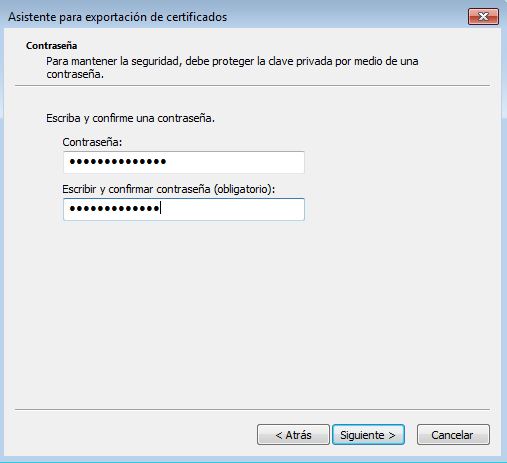 Asistente para exportación de certificados
Contraseña
Para mantener la seguridad, debe proteger la clave privada por medio de una
contraseña.
Escriba y confirme una contraseña.
Contraseña:
●●●●●●●●●●●●●●
Escribir y confirmar contraseña (obligatorio):
●●●●●●●●●●●●●
< Atrás
Siguiente >
Cancelar